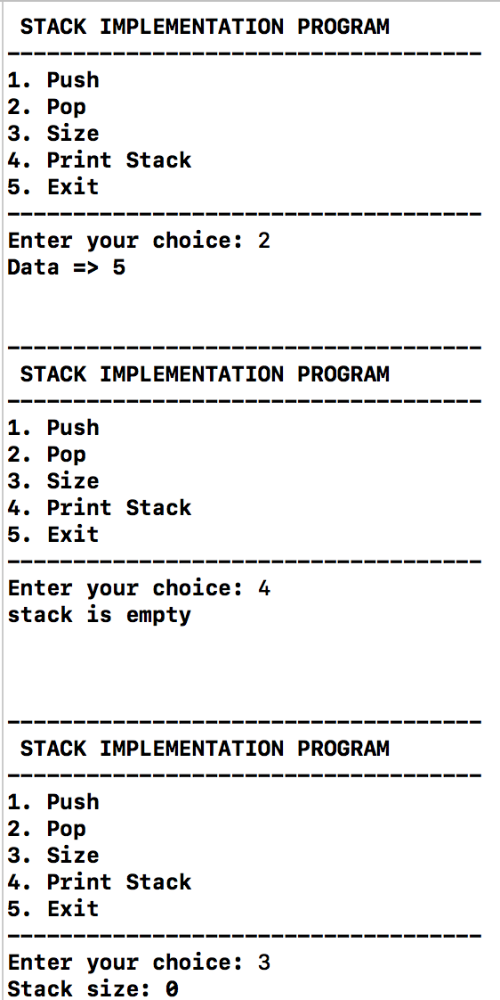 STACK IMPLEMENTATION PROGRAM
------------------------------------
1. Push
2. Pop
3. Size
4. Print Stack
5. Exit
------------------------------------
Enter your choice: 2
Data => 5
------------------------------------
STACK IMPLEMENTATION PROGRAM
------------------------------------
1. Push
2. Pop
3. Size
4. Print Stack
5. Exit
------------------------------------
Enter your choice: 4
stack is empty
------------------------------------
STACK IMPLEMENTATION PROGRAM
------------------------------------
1. Push
2. Pop
3. Size
4. Print Stack
5. Exit
------------------------------------
Enter your choice: 3
Stack size: 0